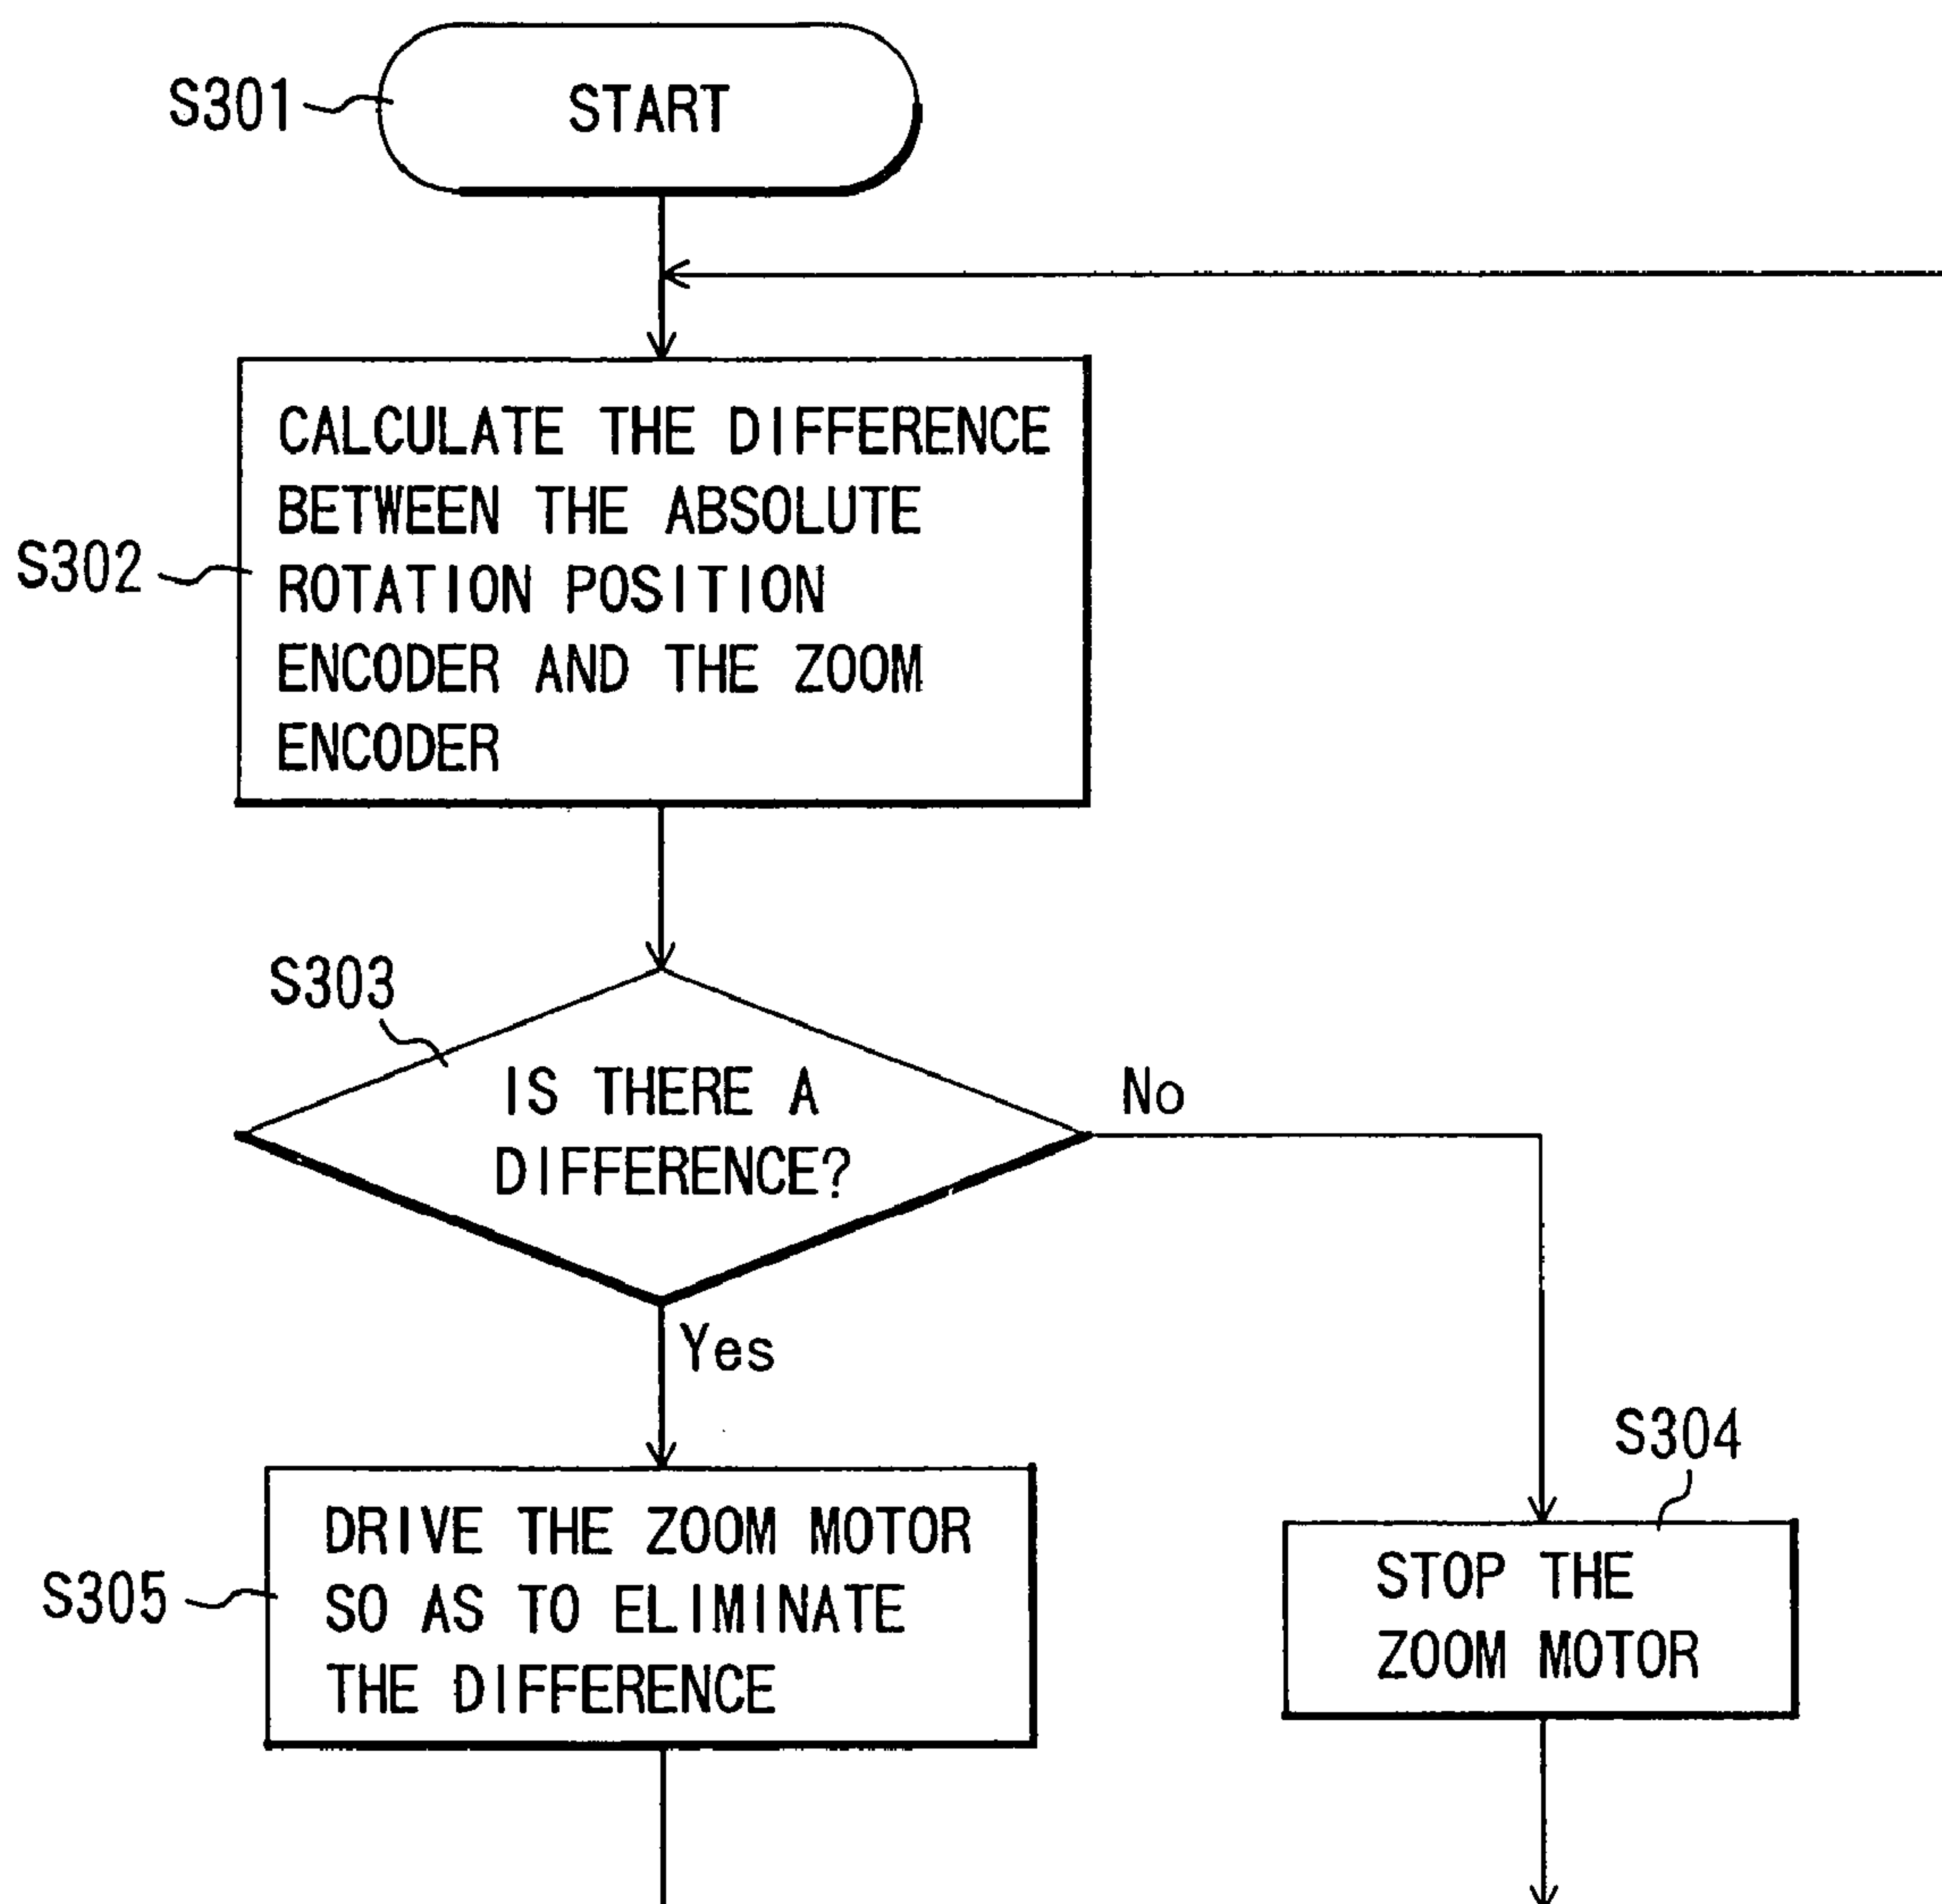 S301
START
S302
CALCULATE THE DIFFERENCE
BETWEEN THE ABSOLUTE
ROTATION POSITION
ENCODER AND THE ZOOM
ENCODER
S303
IS THERE A
DIFFERENCE?
No
Yes
S304
STOP THE
ZOOM MOTOR
S305
DRIVE THE ZOOM MOTOR
SO AS TO ELIMINATE
THE DIFFERENCE